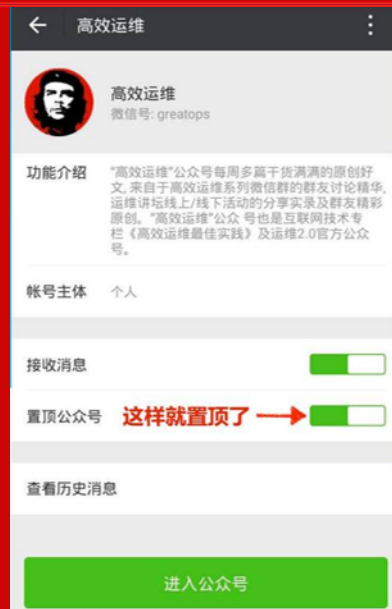 高效运维
高效运维
微信号: greatops
功能介绍
“高效运维”公众号每周多篇干货满满的原创好
文, 来自于高效运维系列微信群的群友讨论精华,
运维讲坛线上/线下活动的分享实录及群友精彩
原创。“高效运维”公众 号也是互联网技术专
栏《高效运维最佳实践》及运维2.0官方公众
号。
帐号主体 个人
接收消息
置顶公众号 这样就置顶了
查看历史消息
进入公众号